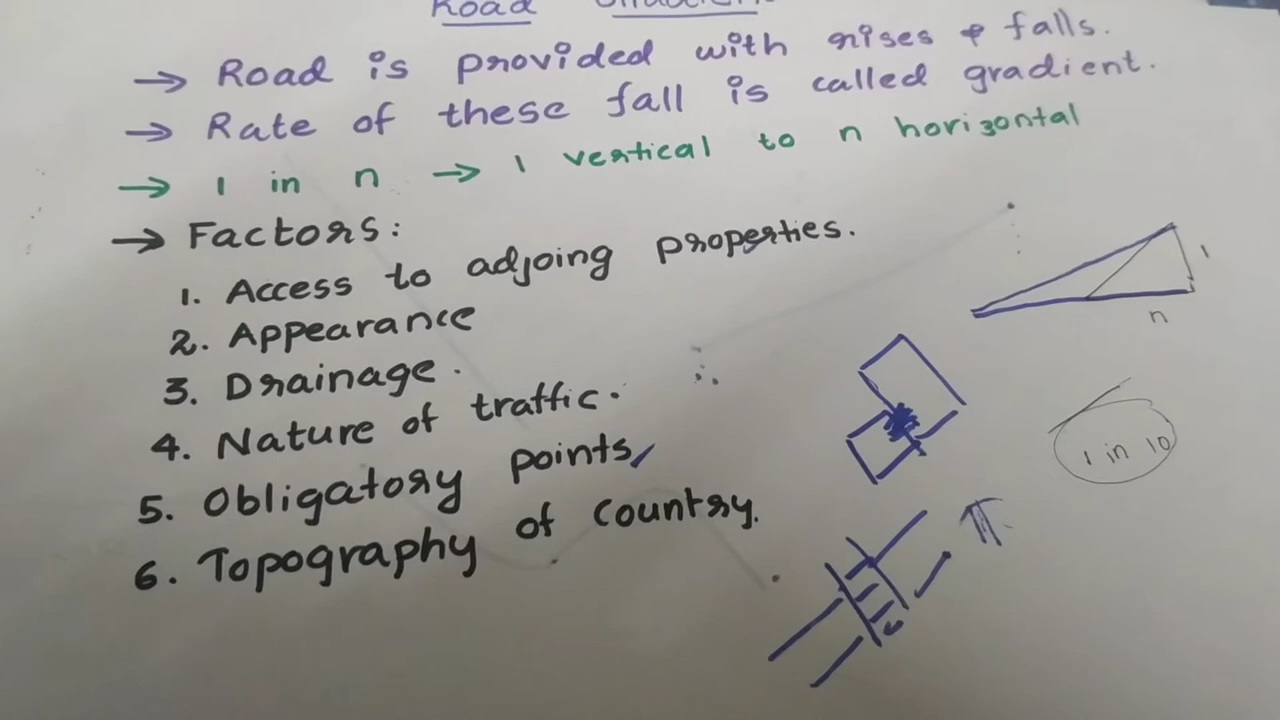 Road Gradient
→ Road is provided with rises & falls.
→ Rate of these fall is called gradient.
→ 1 in n → 1 vertical to n horizontal
→ Factors:
1. Access to adjoing properties.
2. Appearance
3. Drainage.
4. Nature of traffic.
5. Obligatory points
6. Topography of country.
1
n
1 in 10